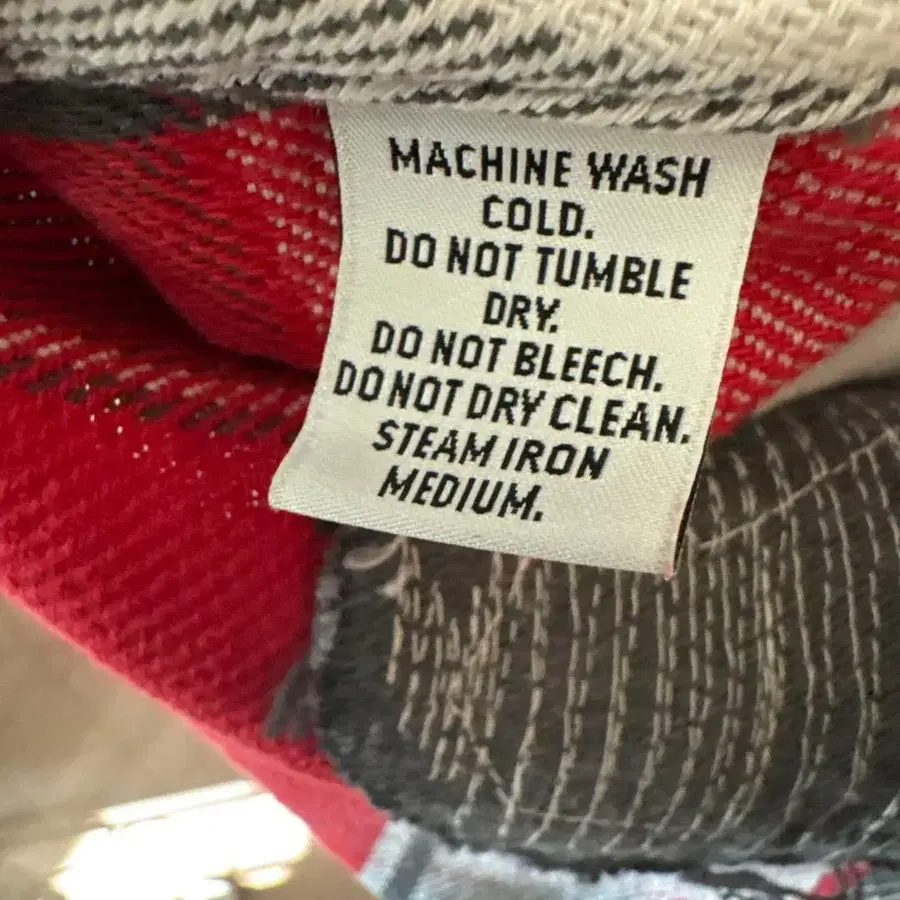 MACHINE WASH
COLD.
DO NOT TUMBLE
DRY.
DO NOT BLEECH.
DO NOT DRY CLEAN.
STEAM IRON
MEDIUM.